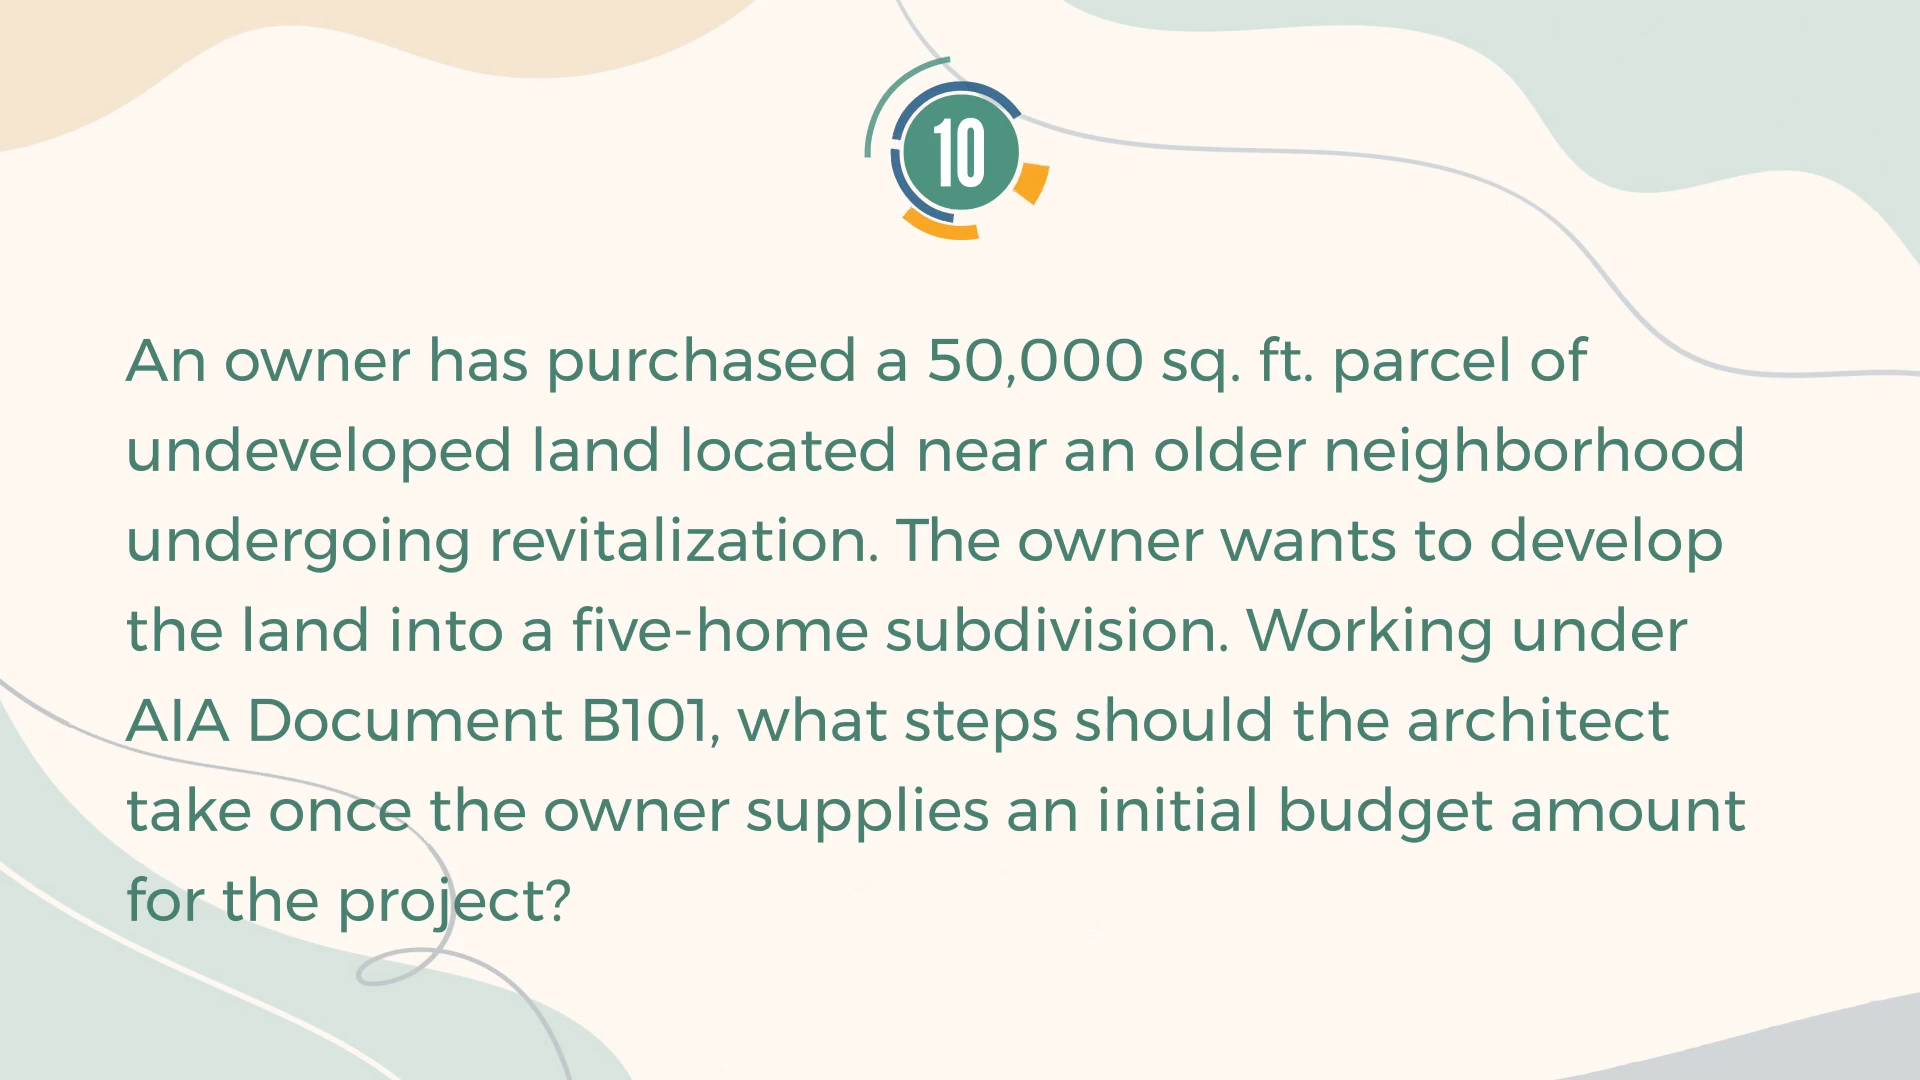 10
An owner has purchased a 50,000 sq. ft. parcel of
undeveloped land located near an older neighborhood
undergoing revitalization. The owner wants to develop
the land into a five-home subdivision. Working under
AIA Document B101, what steps should the architect
take once the owner supplies an initial budget amount
for the project?